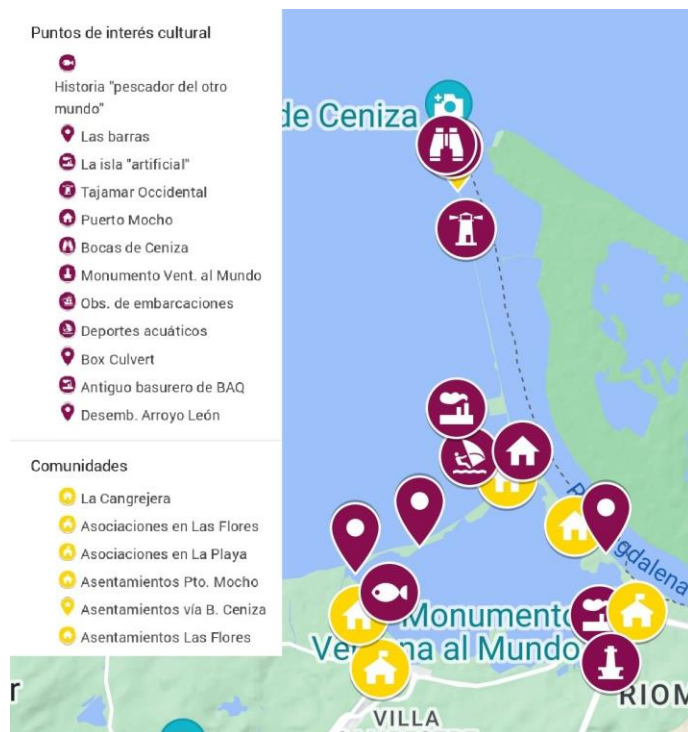 Puntos de interés cultural
Historia "pescador del otro
mundo"
Las barras
La isla "artificial"
Tajamar Occidental
Puerto Mocho
Bocas de Ceniza
Monumento Vent. al Mundo
Obs. de embarcaciones
Deportes acuáticos
Box Culvert
Antiguo basurero de BAQ
Desemb. Arroyo León
Comunidades
La Cangrejera
Asociaciones en Las Flores
Asociaciones en La Playa
Asentamientos Pto. Mocho
Asentamientos vía B. Ceniza
Asentamientos Las Flores
de Ceniza
Monumento
al Mundo
VILLA